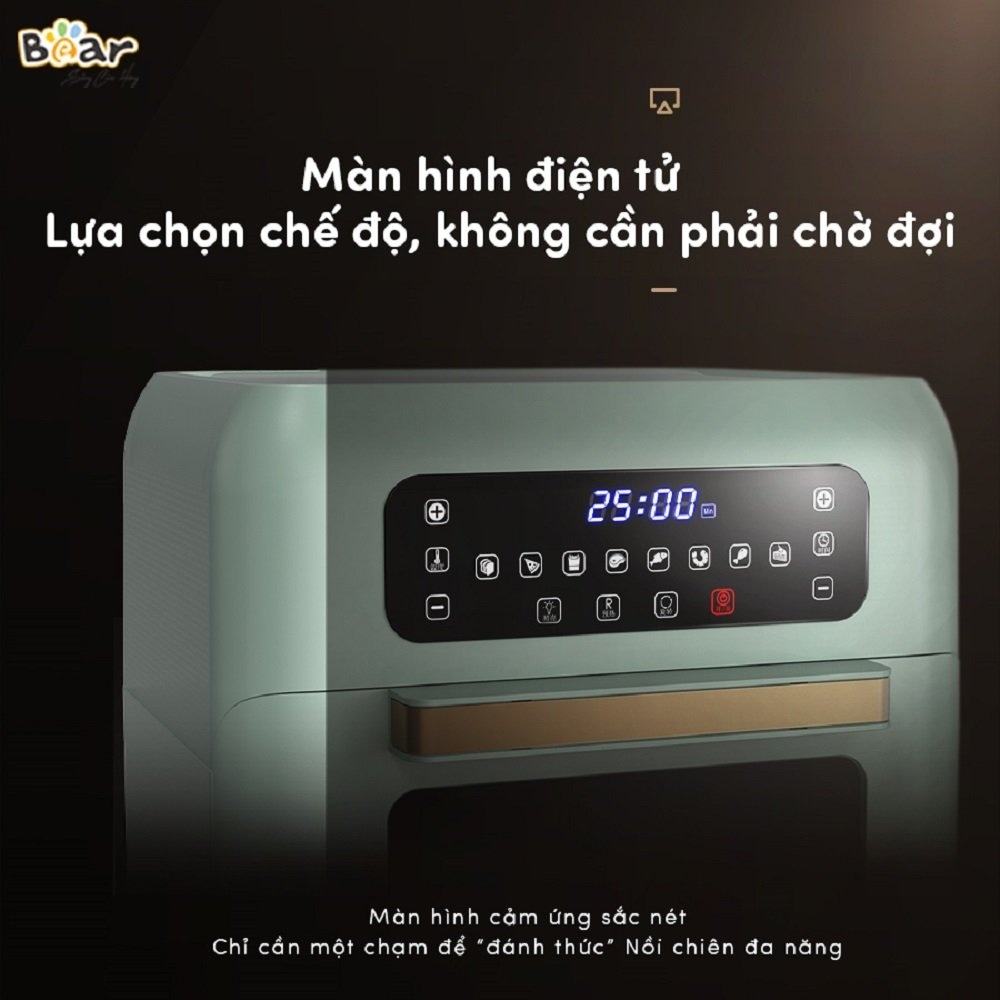 Bear
Màn hình điện tử
Lựa chọn chế độ, không cần phải chờ đợi
25:00 Min
R
Màn hình cảm ứng sắc nét
Chỉ cần một chạm để “đánh thức” Nồi chiên đa năng